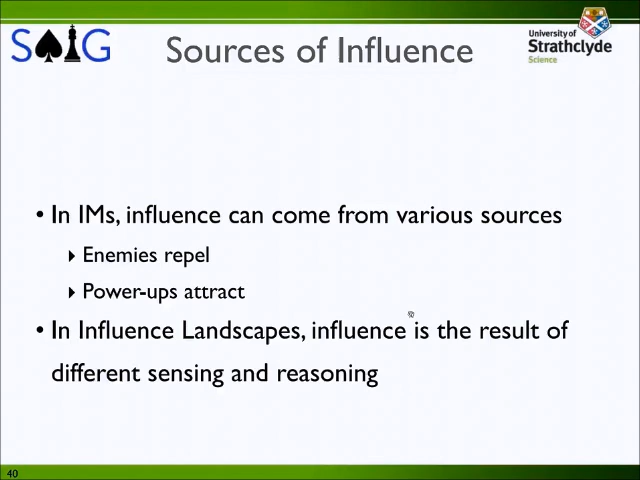 SAIG
Sources of Influence
University of
Strathclyde
Science
• In IMs, influence can come from various sources
Enemies repel
Power-ups attract
• In Influence Landscapes, influence is the result of
different sensing and reasoning
40